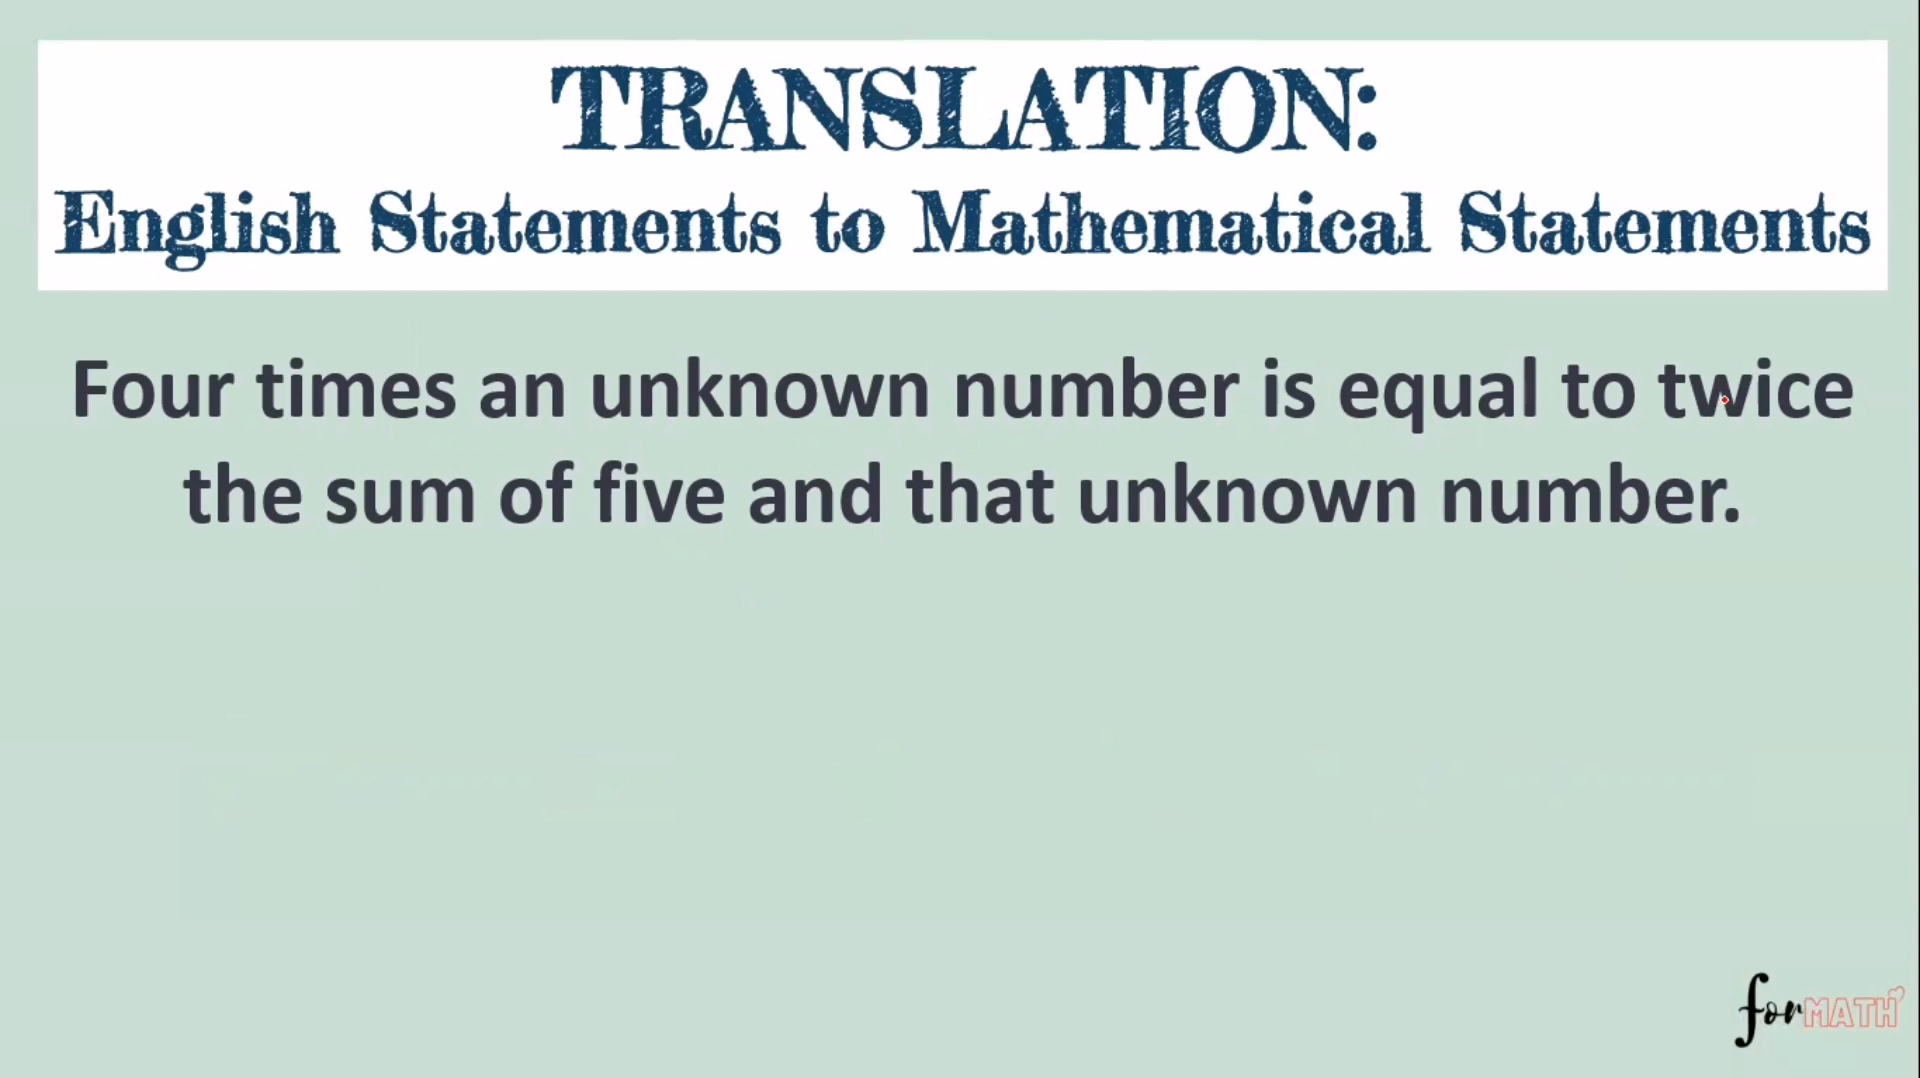 TRANSLATION:
English Statements to Mathematical Statements
Four times an unknown number is equal to twice
the sum of five and that unknown number.
forMATH